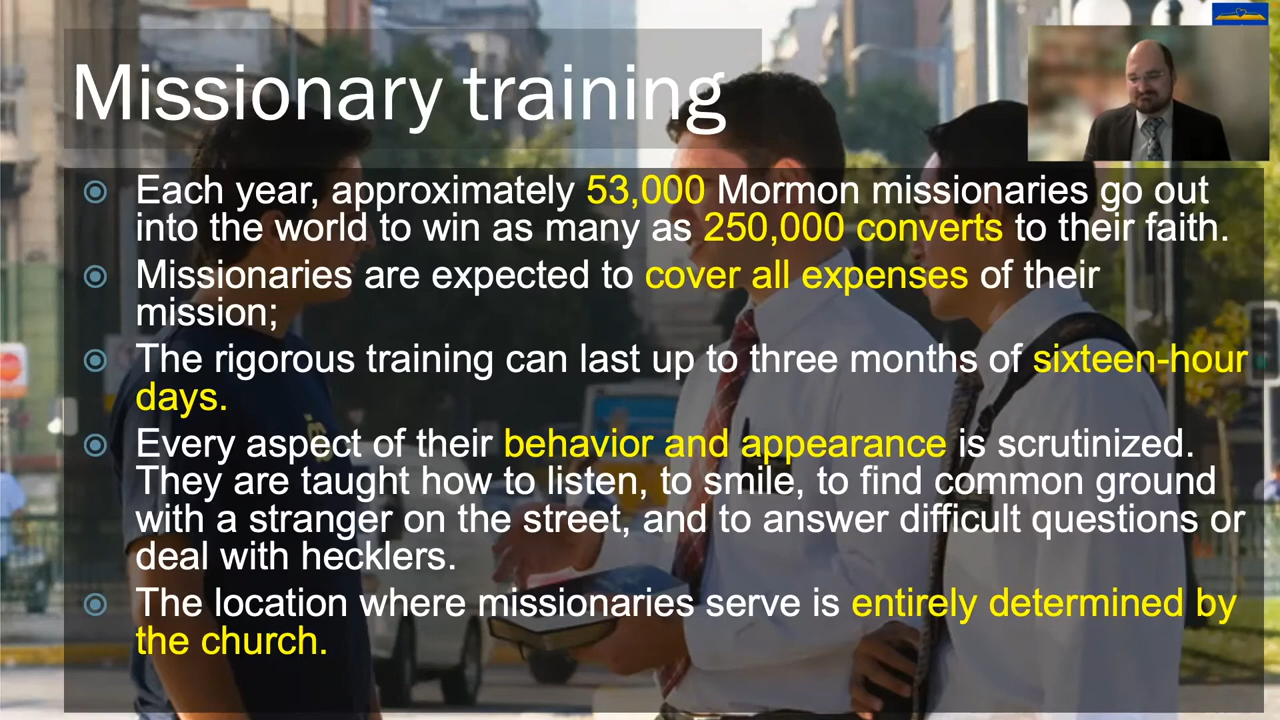 Missionary training
Each year, approximately 53,000 Mormon missionaries go out
into the world to win as many as 250,000 converts to their faith.
Missionaries are expected to cover all expenses of their
mission;
The rigorous training can last up to three months of sixteen-hour
days.
Every aspect of their behavior and appearance is scrutinized.
They are taught how to listen, to smile, to find common ground
with a stranger on the street, and to answer difficult questions or
deal with hecklers.
The location where missionaries serve is entirely determined by
the church.